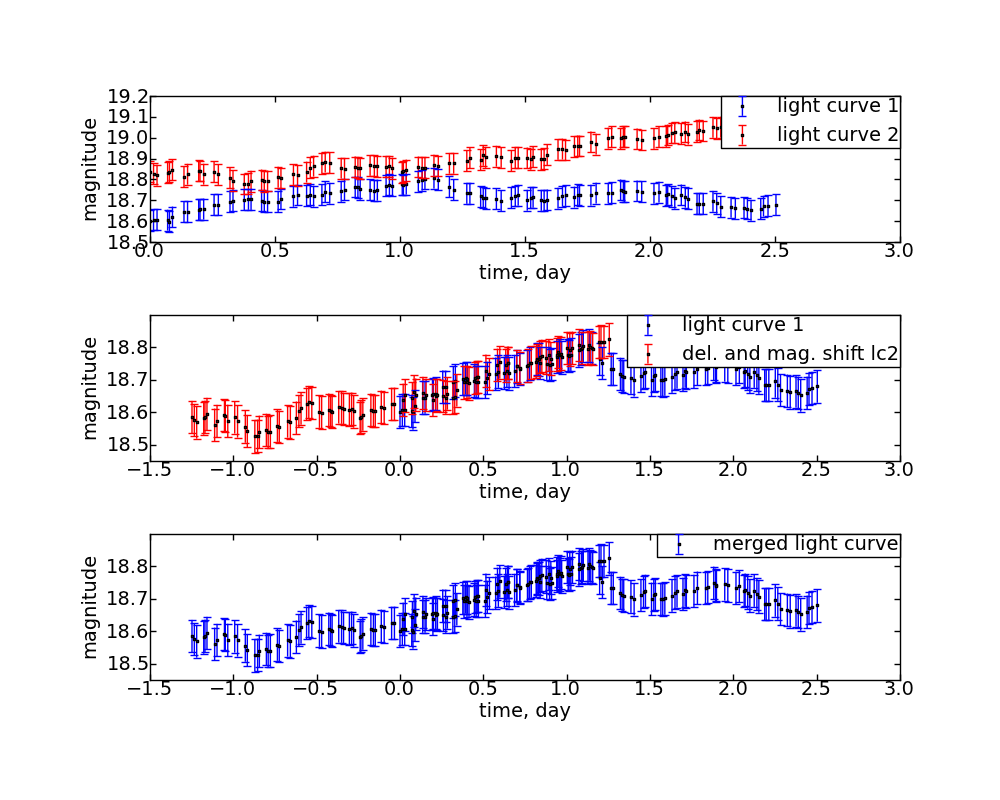 19.2
19.1
19.0
18.9
18.8
18.7
18.6
18.5
magnitude
light curve 1
light curve 2
0.0 0.5 1.0 1.5 2.0 2.5 3.0
time, day
18.8
18.7
18.6
18.5
magnitude
light curve 1
del. and mag. shift lc2
−1.5 −1.0 −0.5 0.0 0.5 1.0 1.5 2.0 2.5 3.0
time, day
18.8
18.7
18.6
18.5
magnitude
merged light curve
−1.5 −1.0 −0.5 0.0 0.5 1.0 1.5 2.0 2.5 3.0
time, day